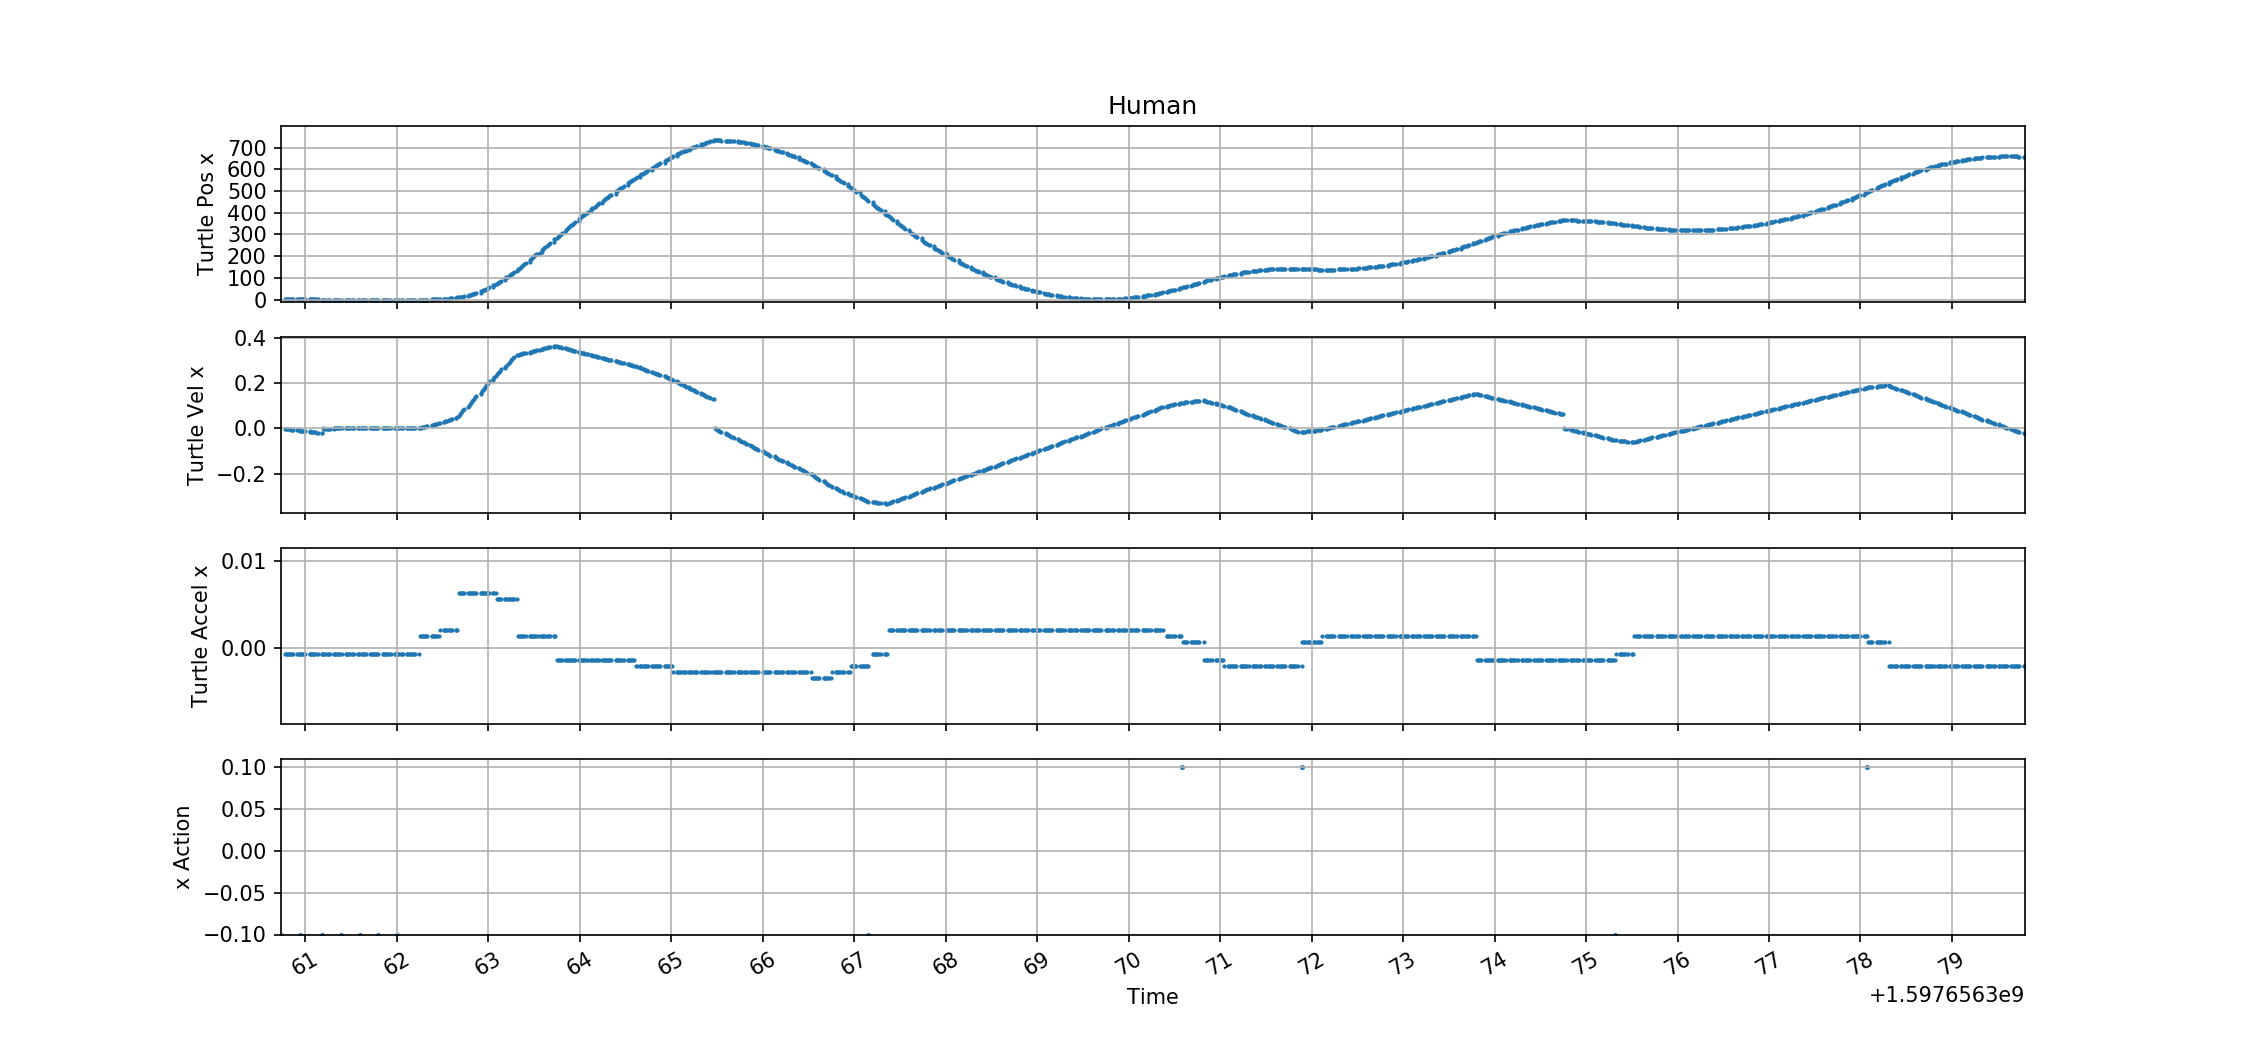 Human
Turtle Pos x
700
600
500
400
300
200
100
0
Turtle Vel x
0.4
0.2
0.0
−0.2
Turtle Accel x
0.01
0.00
x Action
0.10
0.05
0.00
−0.05
−0.10
61 62 63 64 65 66 67 68 69 70 71 72 73 74 75 76 77 78 79
Time
+1.5976563e9